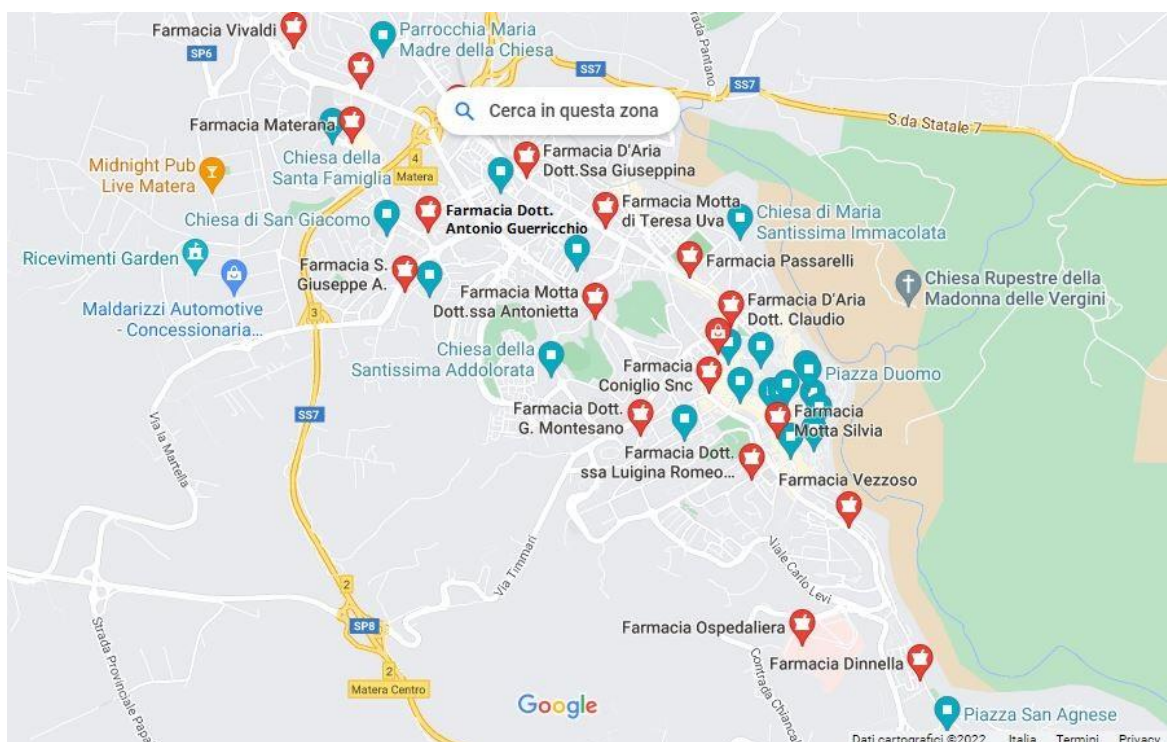 Farmacia Vivaldi
Parrocchia Maria
Madre della Chiesa
SP6
Strada Pantano
SS7
SS7
Cerca in questa zona
S.da Statale 7
Farmacia Materana
Chiesa della
Santa Famiglia
4
Matera
Midnight Pub
Live Matera
Farmacia D'Aria
Dott.Ssa Giuseppina
Chiesa di San Giacomo
Farmacia Dott.
Antonio Guerricchio
Farmacia Motta
di Teresa Uva
Chiesa di Maria
Santissima Immacolata
Ricevimenti Garden
Farmacia S.
Giuseppe A.
Farmacia Passarelli
Chiesa Rupestre della
Madonna delle Vergini
Maldarizzi Automotive
- Concessionaria...
3
Farmacia Motta
Dott.ssa Antonietta
Farmacia D'Aria
Dott. Claudio
Chiesa della
Santissima Addolorata
Farmacia
Coniglio Snc
Piazza Duomo
SS7
Via la Martella
Farmacia Dott.
G. Montesano
Farmacia
Motta Silvia
Farmacia Dott.
ssa Luigina Romeo...
Farmacia Vezzoso
Via Timmari
Viale Carlo Levi
2
SP8
Strada Provinciale Papa
Farmacia Ospedaliera
Contrada Chiancal
Farmacia Dinnella
2
Matera Centro
Google
Piazza San Agnese
Dati cartografici ©2022 Italia Termini Privacy